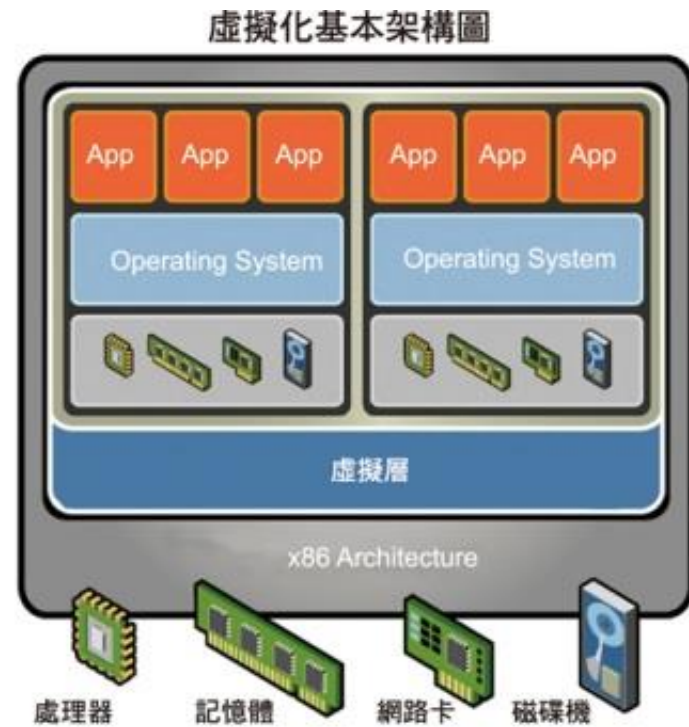 虛擬化基本架構圖
App App App App App App
Operating System Operating System
虛擬層
x86 Architecture
處理器 記憶體 網路卡 磁碟機